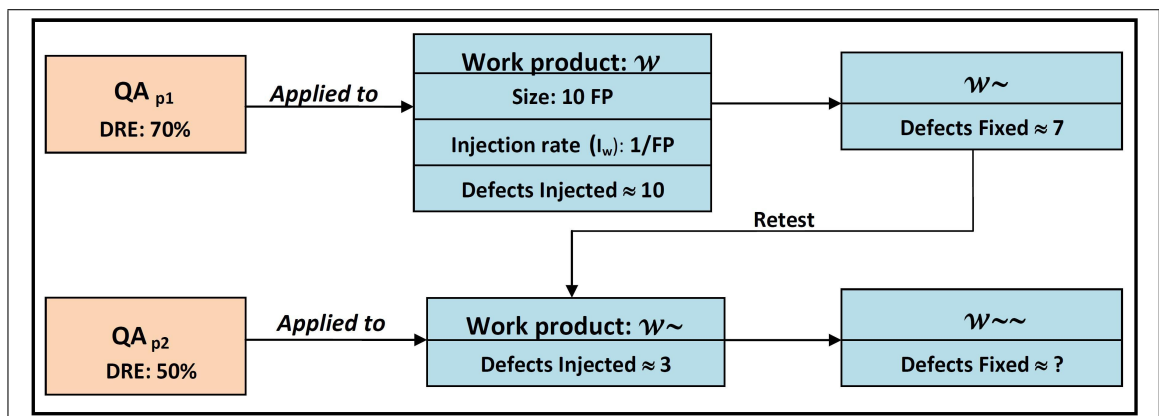 QA p1
DRE: 70%
Applied to
Work product: 𝒲
Size: 10 FP
Injection rate (Iw): 1/FP
Defects Injected ≈ 10
𝒲~
Defects Fixed ≈ 7
Retest
QA p2
DRE: 50%
Applied to
Work product: 𝒲~
Defects Injected ≈ 3
𝒲~~
Defects Fixed ≈ ?